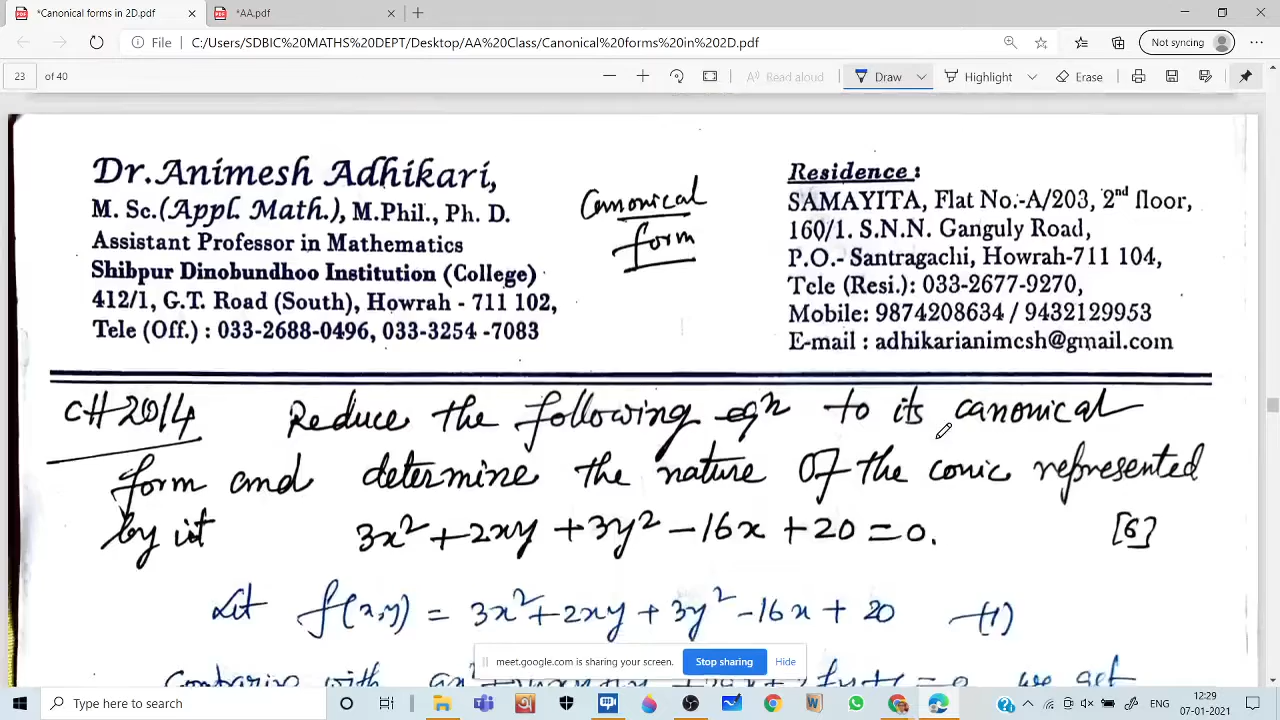 *Canonical forms in 2D.pdf
*AA.pdf
File
C:/Users/SDBIC%20MATHS%20DEPT/Desktop/AA%20Class/Canonical%20forms%20in%202D.pdf
Not syncing
23 of 40
Read aloud
Draw
Highlight
Erase
Dr.Animesh Adhikari,
M. Sc.(Appl. Math.), M.Phil., Ph. D.
Assistant Professor in Mathematics
Shibpur Dinobundhoo Institution (College)
412/1, G.T. Road (South), Howrah - 711 102,
Tele (Off.) : 033-2688-0496, 033-3254 -7083
Canonical
form
Residence :
SAMAYITA, Flat No.:-A/203, 2nd floor,
160/1. S.N.N. Ganguly Road,
P.O.- Santragachi, Howrah-711 104,
Tele (Resi.): 033-2677-9270,
Mobile: 9874208634 / 9432129953
E-mail : adhikarianimesh@gmail.com
CH 2014 Reduce the following eqn to its canonical
form and determine the nature of the conic represented
by it 3x²+2xy+3y²-16x+20=0. [6]
Let f(x,y) = 3x²+2xy+3y²-16x+20 —(1)
meet.google.com is sharing your screen.
Stop sharing
Hide
Comparing with
we get
Type here to search
ENG
12:29
07-01-2021